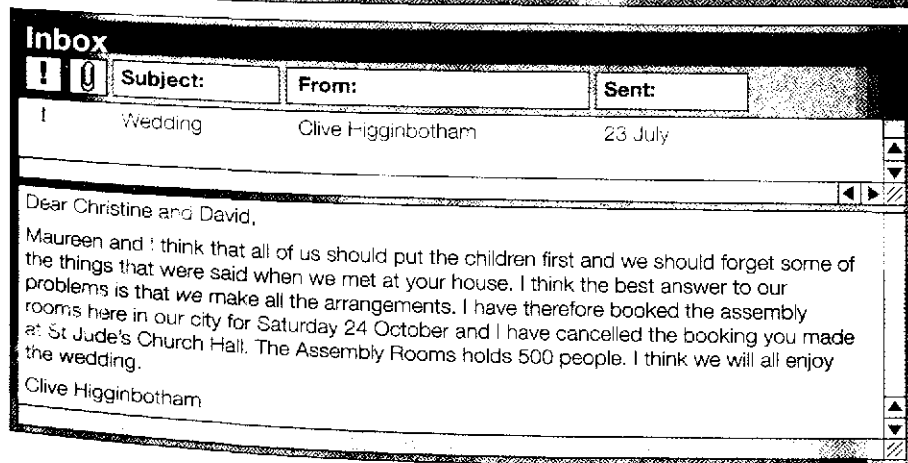 Inbox
! Subject: From: Sent:
! Wedding Clive Higginbotham 23 July
Dear Christine and David,
Maureen and I think that all of us should put the children first and we should forget some of
the things that were said when we met at your house. I think the best answer to our
problems is that we make all the arrangements. I have therefore booked the assembly
rooms here in our city for Saturday 24 October and I have cancelled the booking you made
at St Jude's Church Hall. The Assembly Rooms holds 500 people. I think we will all enjoy
the wedding.
Clive Higginbotham